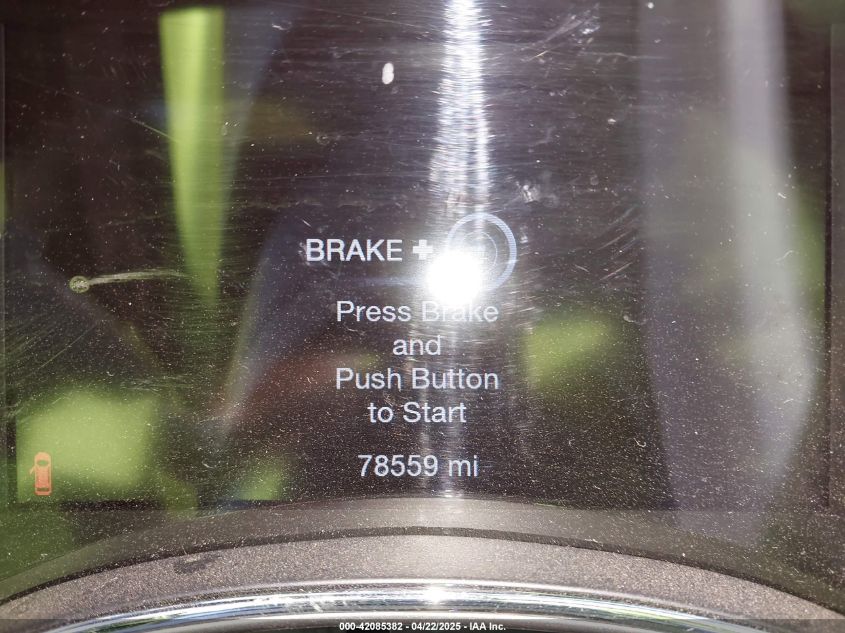 BRAKE +
Press Brake
and
Push Button
to Start
78559 mi
000-42085382 - 04/22/2025 - IAA Inc.